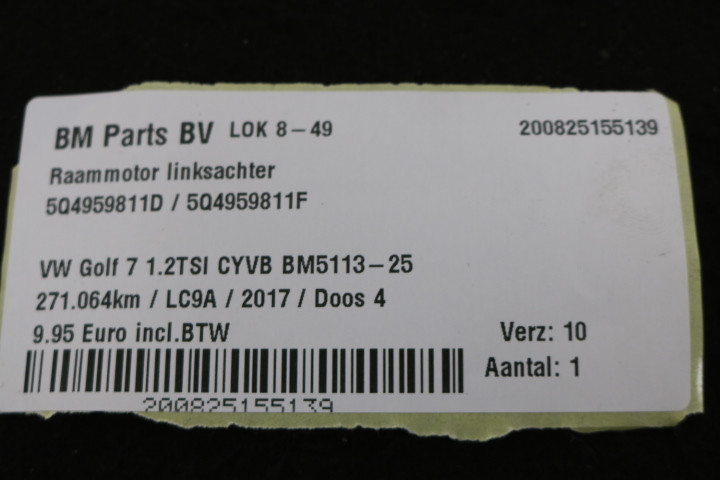 BM Parts BV LOK 8-49 200825155139
Raammotor linksachter
5Q4959811D / 5Q4959811F
VW Golf 7 1.2TSI CYVB BM5113-25
271.064km / LC9A / 2017 / Doos 4
9.95 Euro incl.BTW Verz: 10
Aantal: 1
200825155139